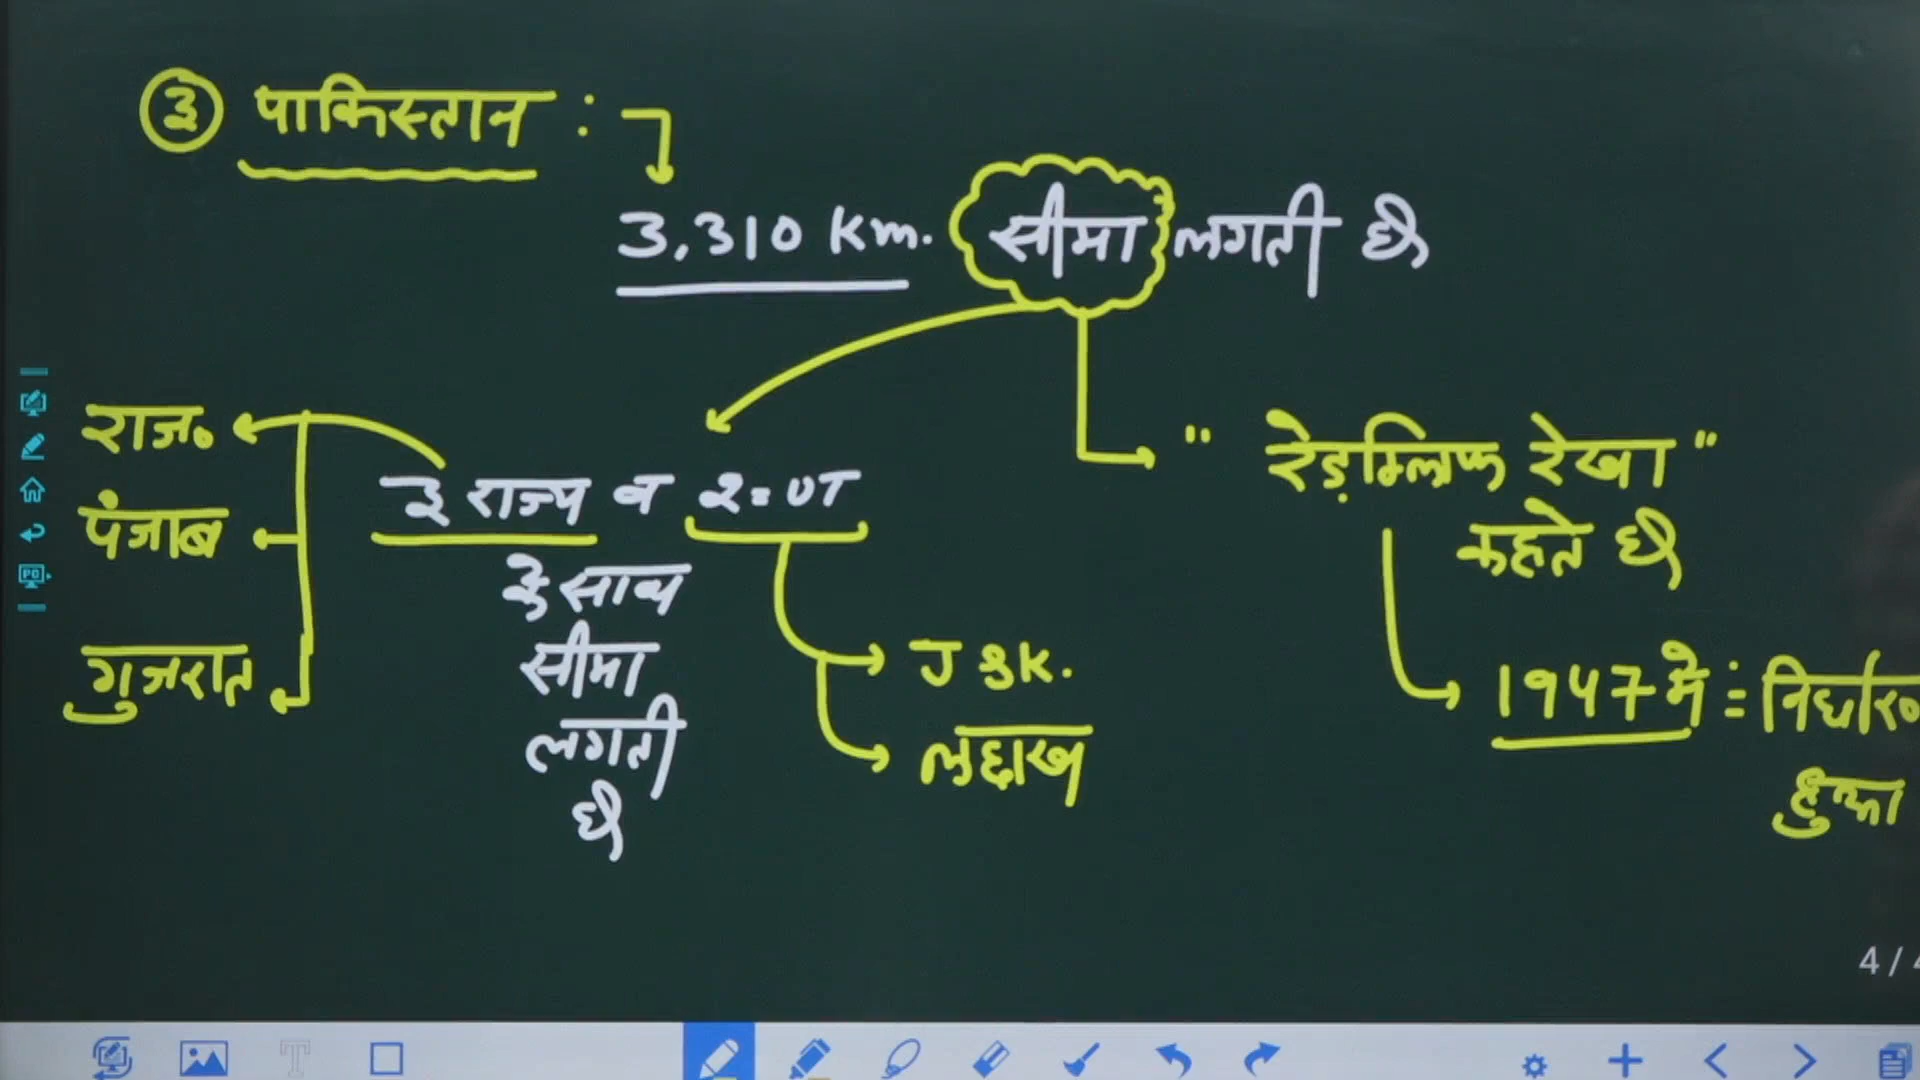 ③ पाकिस्तान :
3,310 km. सीमा लगती है
राज॰
पंजाब
गुजरात
3 राज्य व 2 = UT
के साथ
सीमा
लगती
है
J & K.
लद्दाख
" रेडक्लिफ रेखा "
कहते है
1947 में :=
हुआ
4 /